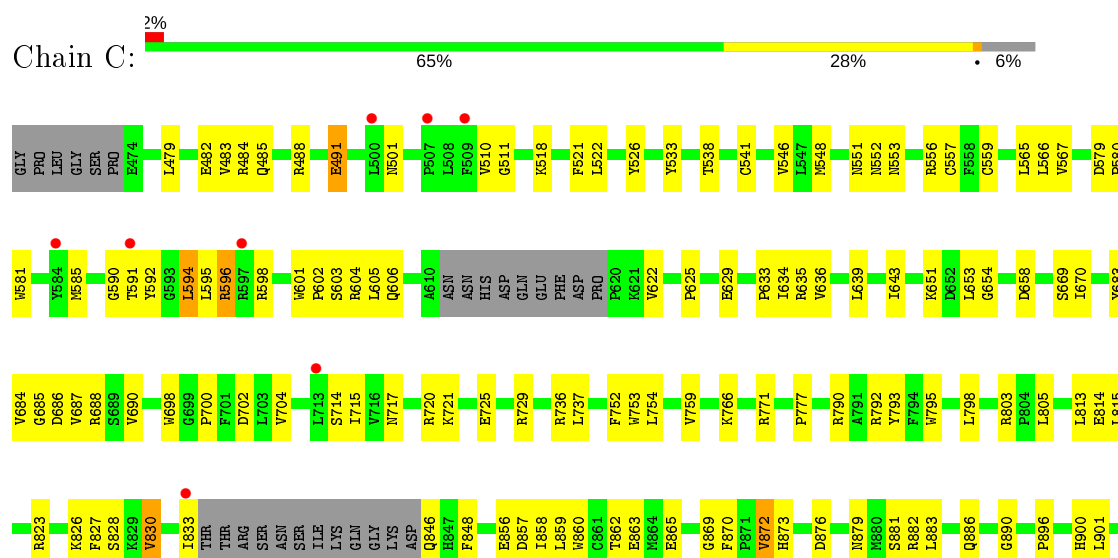 2%
Chain C:
65% 28% • 6%
GLY PRO LEU GLY SER PRO E474 L479 E482 V483 R484 Q485 R488 E491 L500 N501 P507 L508 F509 V510 G511 K518 F521 L522 Y526 Y533 T538 C541 V546 L547 M548 N551 N552 N553 R556 C557 F558 C559 L565 L566 V567 D579 P580
W581 Y584 M585 G590 T591 Y592 G593 L594 L595 R596 R597 R598 W601 P602 S603 R604 L605 Q606 A610 ASN ASN HIS ASP GLN GLU PHE ASP PRO P620 K621 V622 P625 E629 P633 I634 R635 V636 L639 I643 K651 D652 L653 G654 D658 S669 I670 Y683
V684 G685 D686 V687 R688 S689 V690 W698 G699 P700 F701 D702 L703 V704 L713 S714 I715 V716 N717 R720 K721 E725 R729 R736 L737 F752 W753 L754 V759 K766 R771 P777 R790 A791 R792 Y793 F794 W795 L798 R803 P804 L805 L813 E814 L815
R823 K826 F827 S828 K829 V830 I833 THR THR ARG SER ASN SER ILE LYS GLN GLY LYS ASP Q846 H847 F848 E856 D857 I858 L859 W860 C861 T862 E863 M864 E865 G869 F870 P871 V872 H873 D876 N879 M880 S881 R882 L883 Q886 G890 P896 H900 L901